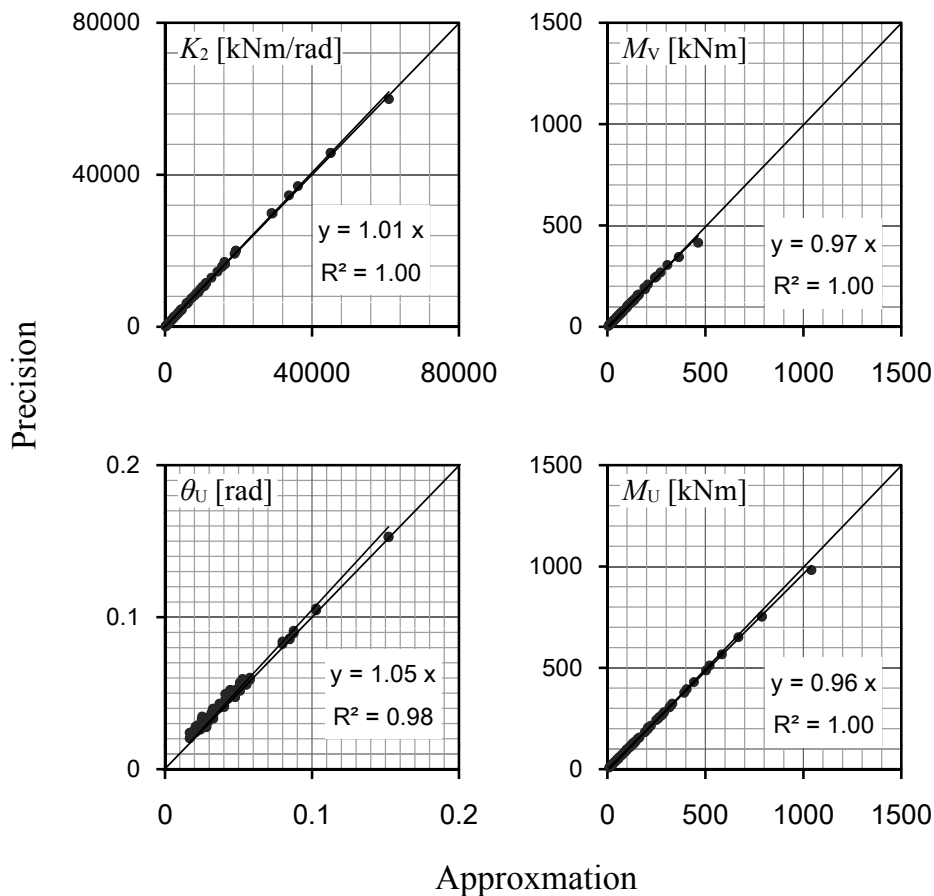 Precision
K₂ [kNm/rad]
80000
40000
0
y = 1.01 x
R² = 1.00
0 40000 80000
M_V [kNm]
1500
1000
500
0
y = 0.97 x
R² = 1.00
0 500 1000 1500
θ_U [rad]
0.2
0.1
0
y = 1.05 x
R² = 0.98
0 0.1 0.2
M_U [kNm]
1500
1000
500
0
y = 0.96 x
R² = 1.00
0 500 1000 1500
Approxmation